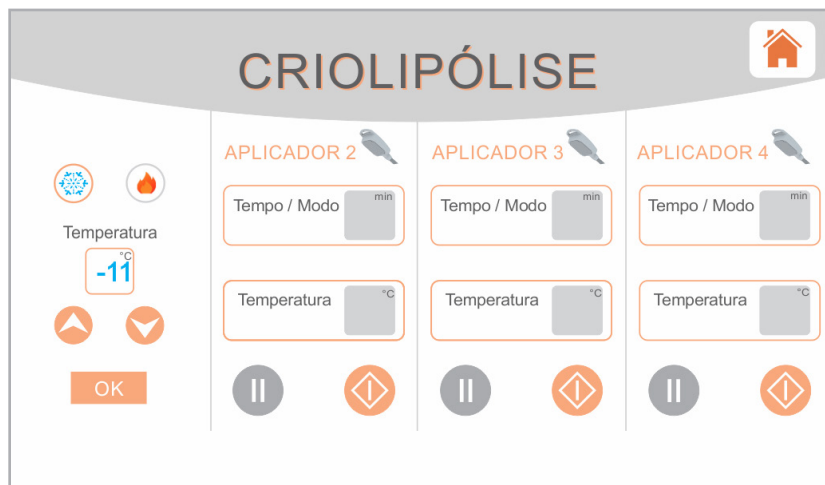 CRIOLIPÓLISE
Temperatura
°C
-11
OK
APLICADOR 2
Tempo / Modo
min
Temperatura
°C
APLICADOR 3
Tempo / Modo
min
Temperatura
°C
APLICADOR 4
Tempo / Modo
min
Temperatura
°C